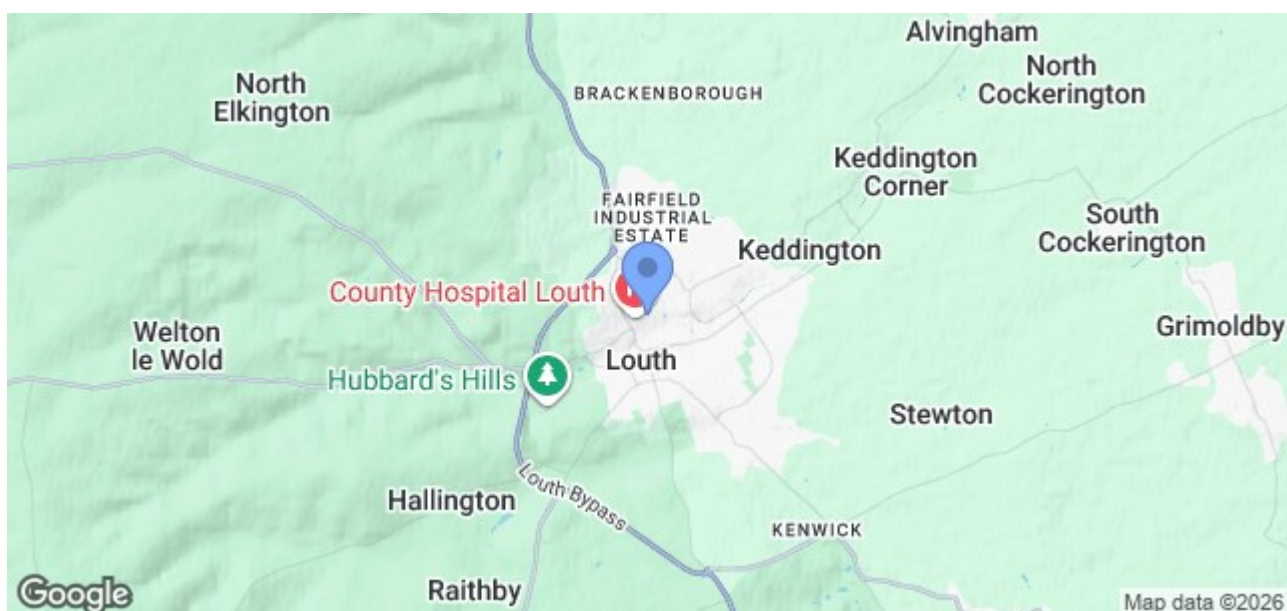 Alvingham
North
Elkington
North
Cockerington
BRACKENBOROUGH
Keddington
Corner
FAIRFIELD
INDUSTRIAL
ESTATE
South
Cockerington
Keddington
County Hospital Louth
Welton
le Wold
Grimoldby
Louth
Hubbard's Hills
Stewton
Hallington
Louth Bypass
KENWICK
Raithby
Google
Map data ©2026